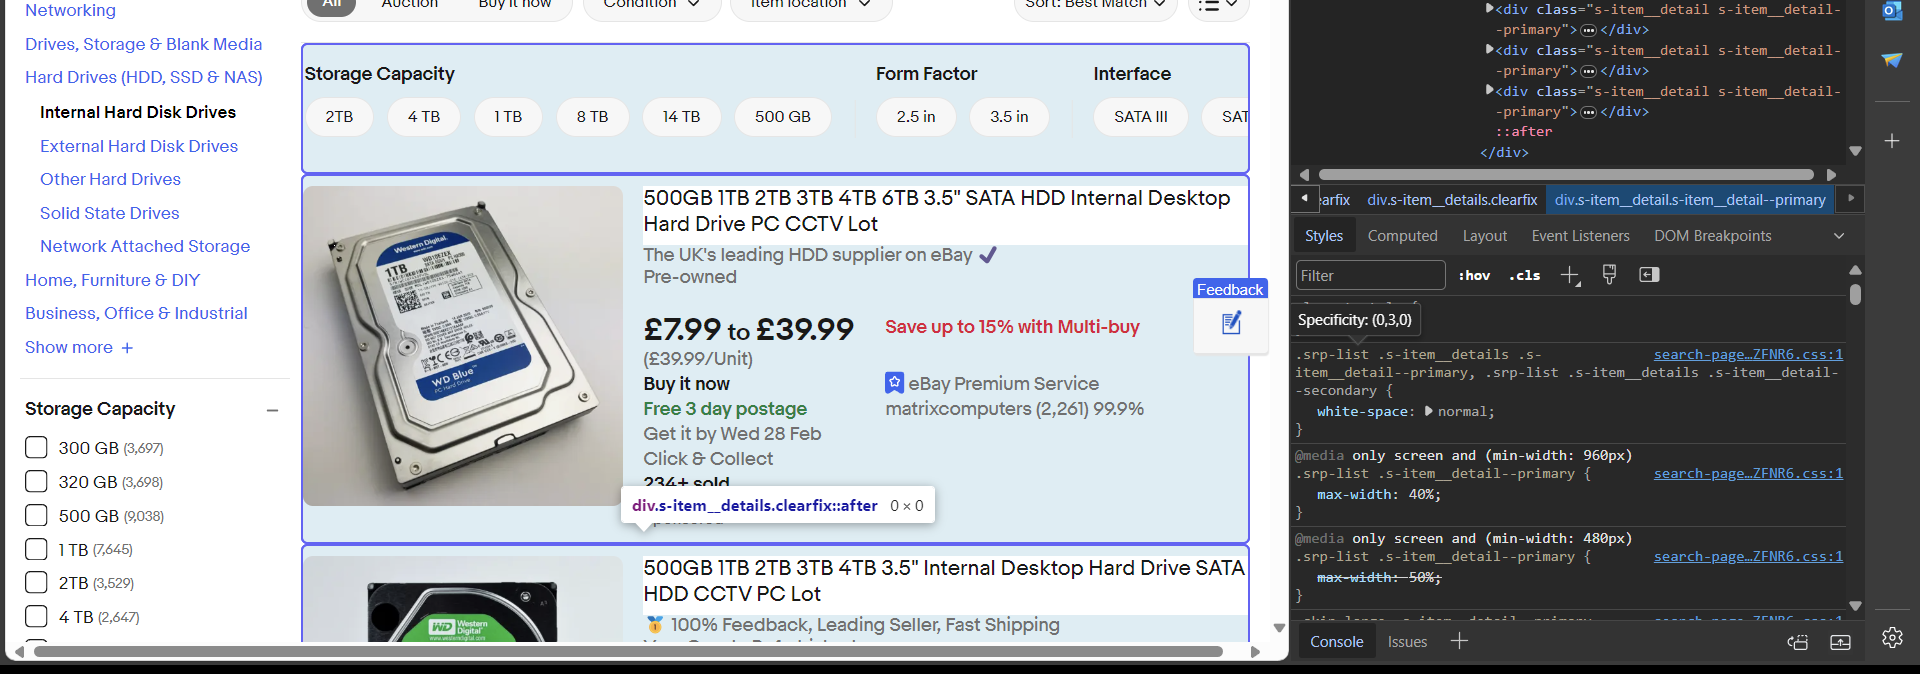 Networking
Drives, Storage & Blank Media
Hard Drives (HDD, SSD & NAS)
Internal Hard Disk Drives
External Hard Disk Drives
Other Hard Drives
Solid State Drives
Network Attached Storage
Home, Furniture & DIY
Business, Office & Industrial
Show more +
Storage Capacity
300 GB (3,697)
320 GB (3,698)
500 GB (9,038)
1 TB (7,645)
2TB (3,529)
4 TB (2,647)
All Auction Buy it now Condition Item location Sort: Best Match
Storage Capacity Form Factor Interface
2TB 4 TB 1 TB 8 TB 14 TB 500 GB 2.5 in 3.5 in SATA III SAT
Western Digital
1TB
WD Blue
500GB 1TB 2TB 3TB 4TB 6TB 3.5" SATA HDD Internal Desktop
Hard Drive PC CCTV Lot
The UK's leading HDD supplier on eBay
Pre-owned
£7.99 to £39.99
(£39.99/Unit)
Buy it now
Free 3 day postage
Get it by Wed 28 Feb
Click & Collect
234+ sold
Save up to 15% with Multi-buy
eBay Premium Service
matrixcomputers (2,261) 99.9%
Feedback
div.s-item__details.clearfix::after 0 × 0
WD Western Digital
500GB 1TB 2TB 3TB 4TB 3.5" Internal Desktop Hard Drive SATA
HDD CCTV PC Lot
100% Feedback, Leading Seller, Fast Shipping
<div class="s-item__detail s-item__detail-
-primary"> ••• </div>
<div class="s-item__detail s-item__detail-
-primary"> ••• </div>
<div class="s-item__detail s-item__detail-
-primary"> ••• </div>
::after
</div>
earfix div.s-item__details.clearfix div.s-item__detail.s-item__detail--primary
Styles Computed Layout Event Listeners DOM Breakpoints
Filter :hov .cls
Specificity: (0,3,0)
.srp-list .s-item__details .s- search-page…ZFNR6.css:1
item__detail--primary, .srp-list .s-item__details .s-item__detail-
-secondary {
white-space: normal;
}
@media only screen and (min-width: 960px)
.srp-list .s-item__detail--primary { search-page…ZFNR6.css:1
max-width: 40%;
}
@media only screen and (min-width: 480px)
.srp-list .s-item__detail--primary { search-page…ZFNR6.css:1
max-width: 50%;
}
Console Issues